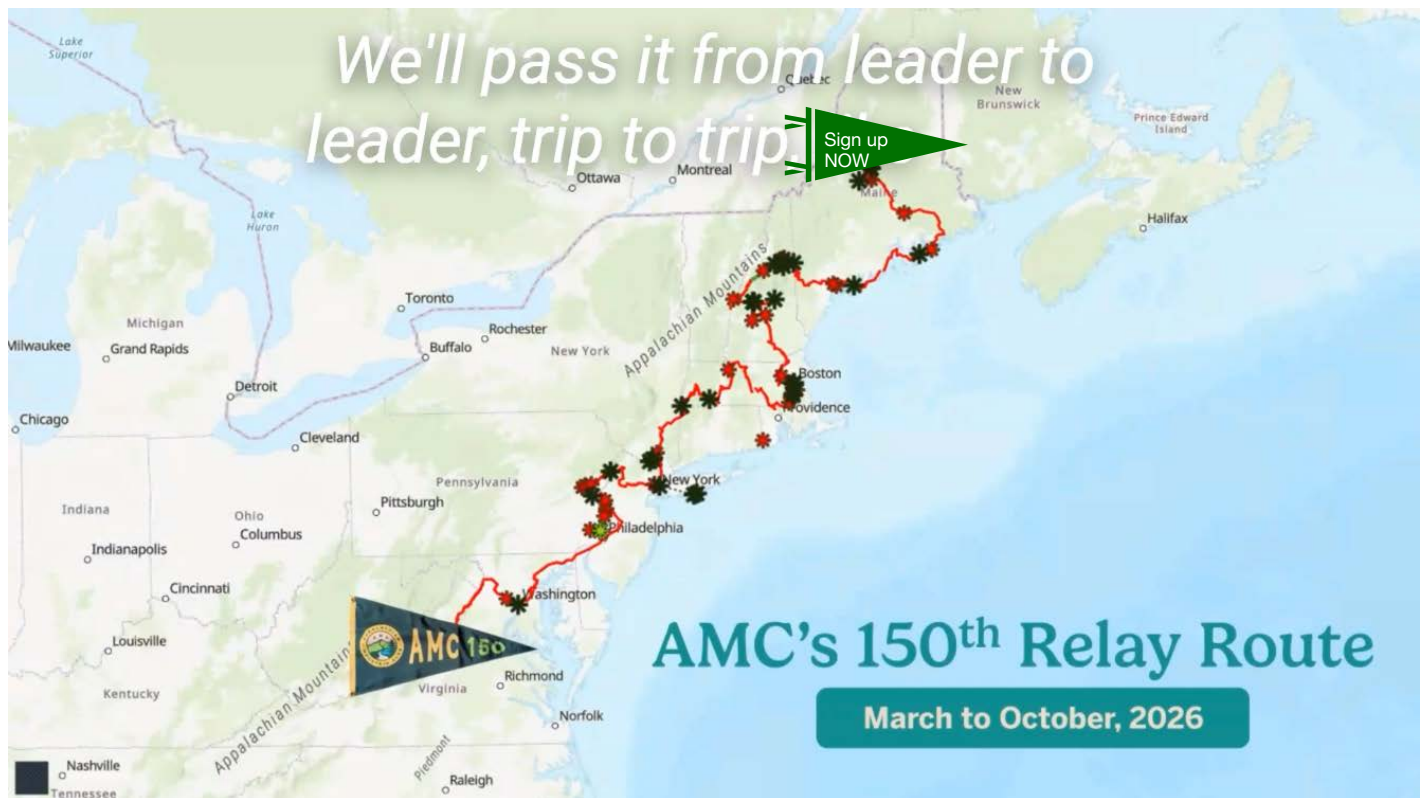 We'll pass it from leader to
leader, trip to trip,
Sign up
NOW
Lake
Superior
Quebec
New
Brunswick
Prince Edward
Island
Ottawa
Montreal
Maine
Lake
Huron
Halifax
Toronto
Michigan
Rochester
Milwaukee
Grand Rapids
Buffalo
New York
Appalachian Mountains
Detroit
Boston
Chicago
Providence
Cleveland
Pennsylvania
New York
Pittsburgh
Indiana
Ohio
Columbus
Philadelphia
Indianapolis
Cincinnati
Washington
AMC 150
Louisville
AMC's 150th Relay Route
Richmond
Kentucky
Virginia
Appalachian Mountains
March to October, 2026
Norfolk
Piedmont
Nashville
Raleigh
Tennessee